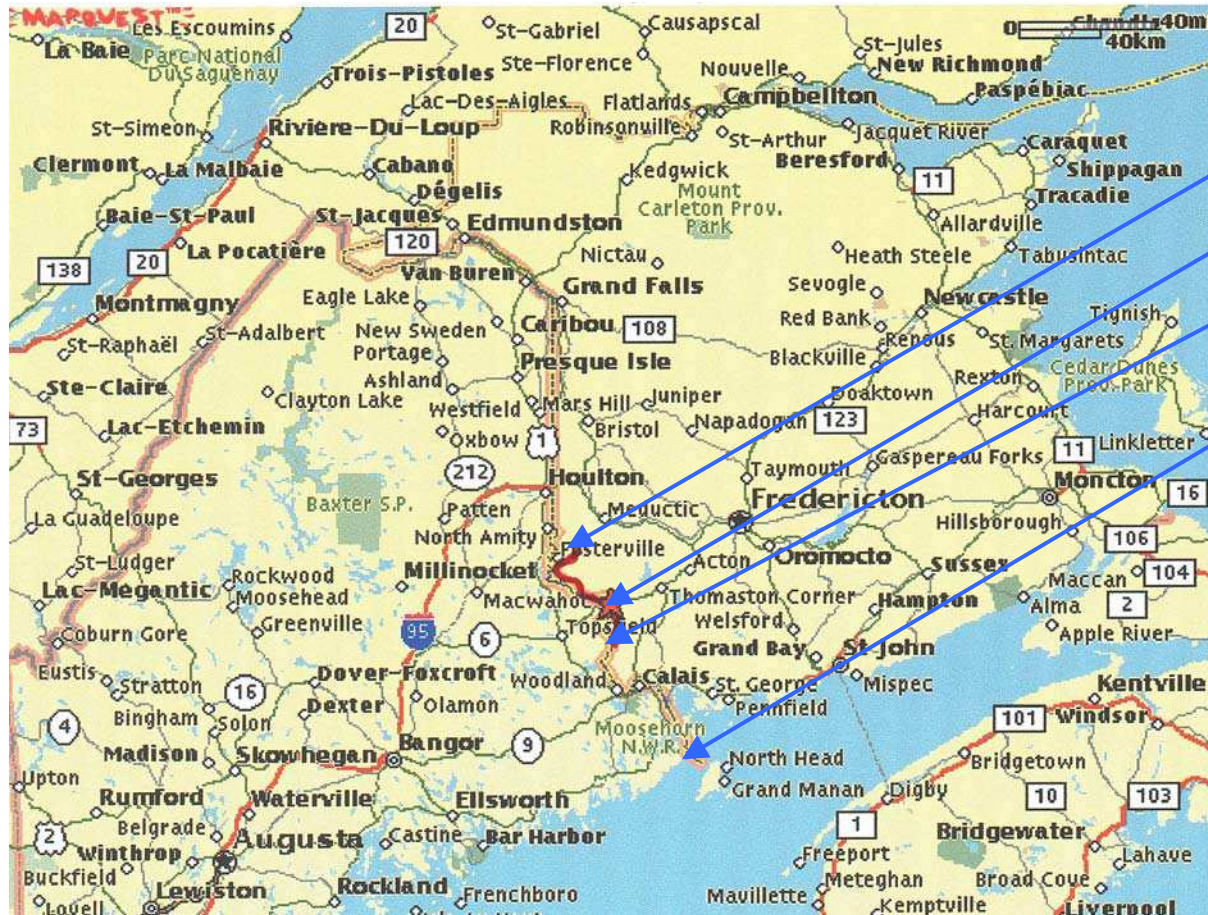 MAPQUEST
Les Escoumins
20
St-Gabriel
Causapscal
0
40m
40km
La Baie
Parc National
Du Saguenay
Ste-Florence
St-Jules
New Richmond
Trois-Pistoles
Nouvelle
Paspébiac
Lac-Des-Aigles
Flatlands
Campbellton
St-Simeon
Rivière-Du-Loup
Robinsonville
St-Arthur
Jacquet River
Caraquet
Clermont
La Malbaie
Cabano
Kedgwick
Beresford
11
Shippagan
Dégelis
Mount
Carleton Prov.
Park
Tracadie
Baie-St-Paul
St-Jacques
Edmundston
Allardville
La Pocatière
120
Nictau
Heath Steele
Tabusintac
138
20
Van Buren
Sevogle
Montmagny
Eagle Lake
Grand Falls
Newcastle
Tignish
St-Adalbert
New Sweden
Caribou
108
Red Bank
Renous
St. Margarets
St-Raphaël
Portage
Presque Isle
Blackville
Cedar Dunes
Prov. Park
Ste-Claire
Ashland
Rexton
Clayton Lake
Westfield
Mars Hill
Juniper
Doaktown
73
Lac-Etchemin
Oxbow
1
Bristol
Napadogan
123
Harcourt
11
Linkletter
212
Taymouth
Gaspereau Forks
St-Georges
Houlton
Moncton
Baxter S.P.
Patten
Meductic
Fredericton
16
La Guadeloupe
North Amity
Hillsborough
Fosterville
Oromocto
106
St-Ludger
Millinocket
Acton
Sussex
Maccan
104
Lac-Megantic
Rockwood
Moosehead
Macwahoc
Thomaston Corner
Hampton
Alma
2
Coburn Gore
Greenville
95
6
Topsfield
Welsford
Apple River
Eustis
Grand Bay
St John
Stratton
16
Dover-Foxcroft
Woodland
Calais
St. George
Mispec
Kentville
Bingham
Solon
Dexter
Olamon
Pennfield
4
Moosehorn
N.W.R.
101
Windsor
Madison
Skowhegan
Bangor
9
North Head
Bridgetown
Upton
Grand Manan
Digby
10
103
Rumford
Waterville
Ellsworth
2
Belgrade
Augusta
Castine
Bar Harbor
1
Bridgewater
Winthrop
Freeport
Lahave
Buckfield
Meteghan
Broad Cove
Lewiston
Rockland
Frenchboro
Mavillette
Lovell
Kemptville
Liverpool